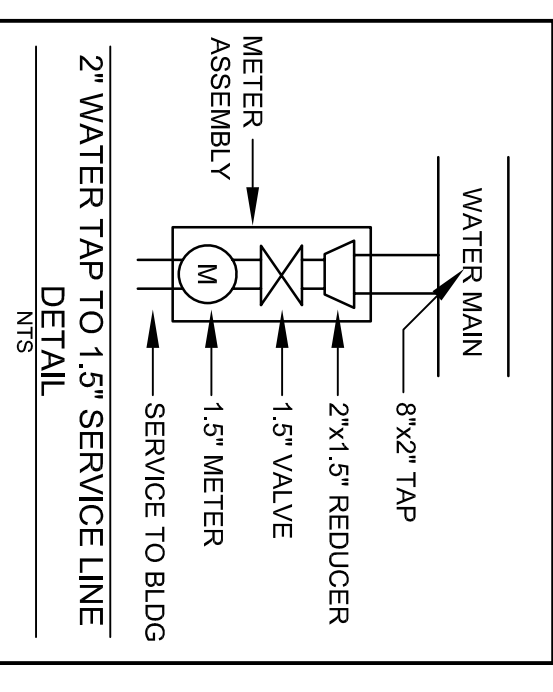 WATER MAIN
8"x2" TAP
2"x1.5" REDUCER
1.5" VALVE
1.5" METER
SERVICE TO BLDG
METER
ASSEMBLY
M
2" WATER TAP TO 1.5" SERVICE LINE
DETAIL
NTS